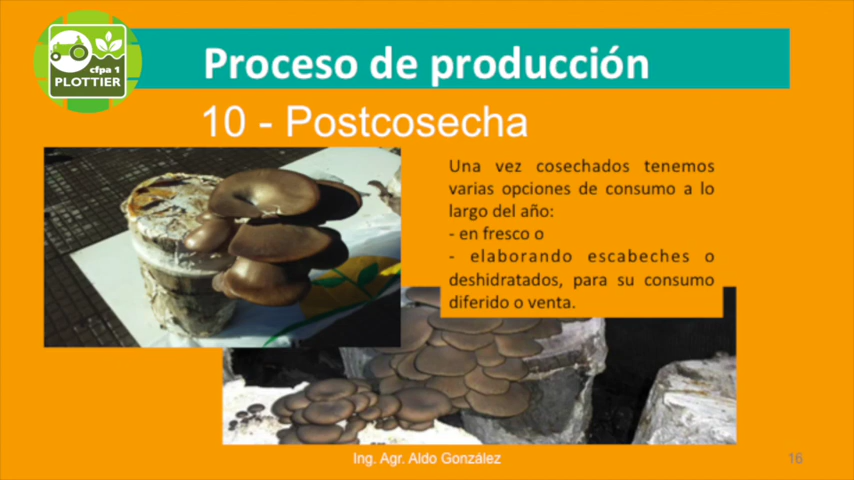 cfpa 1
PLOTTIER
Proceso de producción
10 - Postcosecha
Una vez cosechados tenemos
varias opciones de consumo a lo
largo del año:
- en fresco o
- elaborando escabeches o
deshidratados, para su consumo
diferido o venta.
Ing. Agr. Aldo González
16